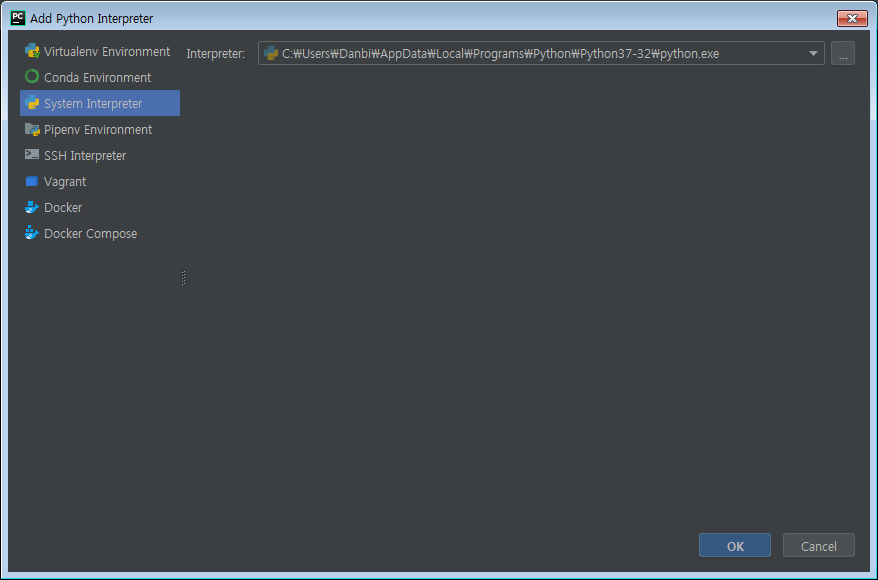 PC Add Python Interpreter
Virtualenv Environment
Conda Environment
System Interpreter
Pipenv Environment
SSH Interpreter
Vagrant
Docker
Docker Compose
Interpreter: C:₩Users₩Danbi₩AppData₩Local₩Programs₩Python₩Python37-32₩python.exe ...
OK Cancel